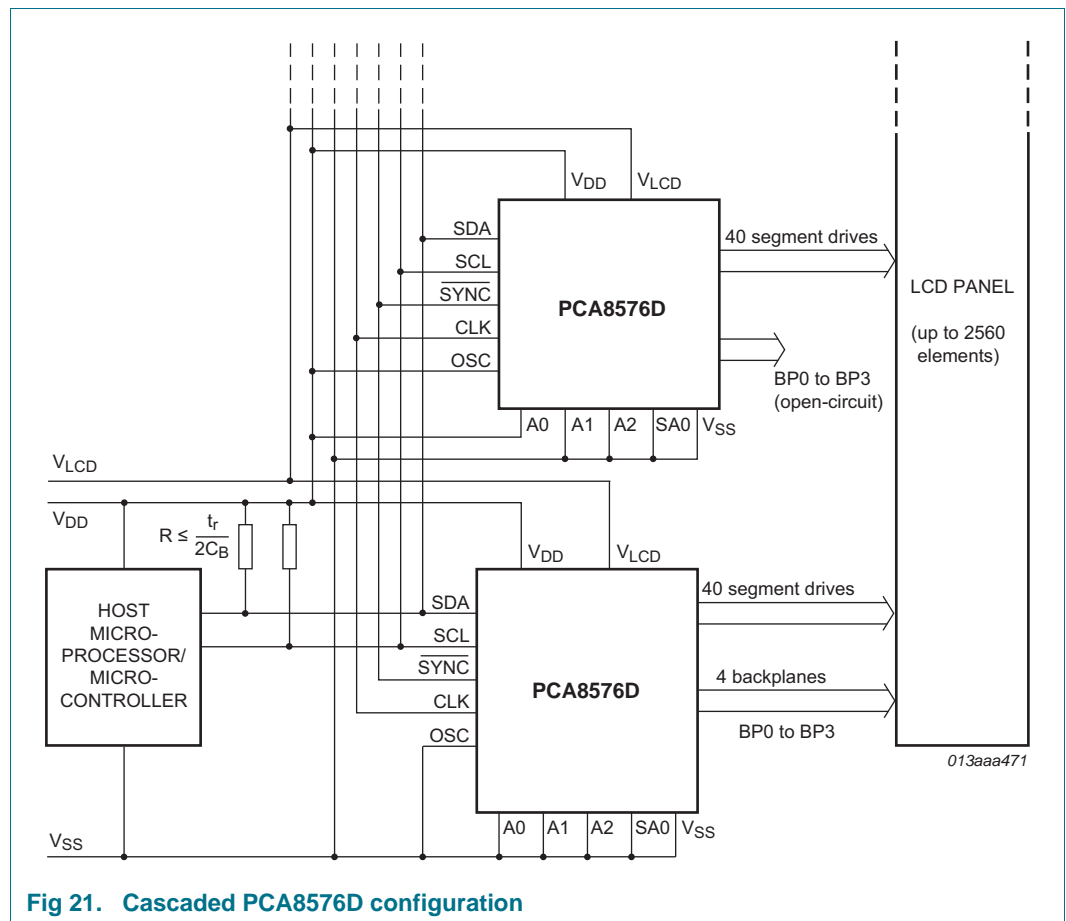 VDD
VLCD
SDA
SCL
SYNC
CLK
OSC
PCA8576D
A0
A1
A2
SA0
VSS
40 segment drives
BP0 to BP3
(open-circuit)
LCD PANEL
(up to 2560
elements)
VLCD
VDD
R ≤ tr/2CB
HOST
MICRO-
PROCESSOR/
MICRO-
CONTROLLER
VSS
VDD
VLCD
SDA
SCL
SYNC
CLK
OSC
PCA8576D
A0
A1
A2
SA0
VSS
40 segment drives
4 backplanes
BP0 to BP3
013aaa471
Fig 21. Cascaded PCA8576D configuration